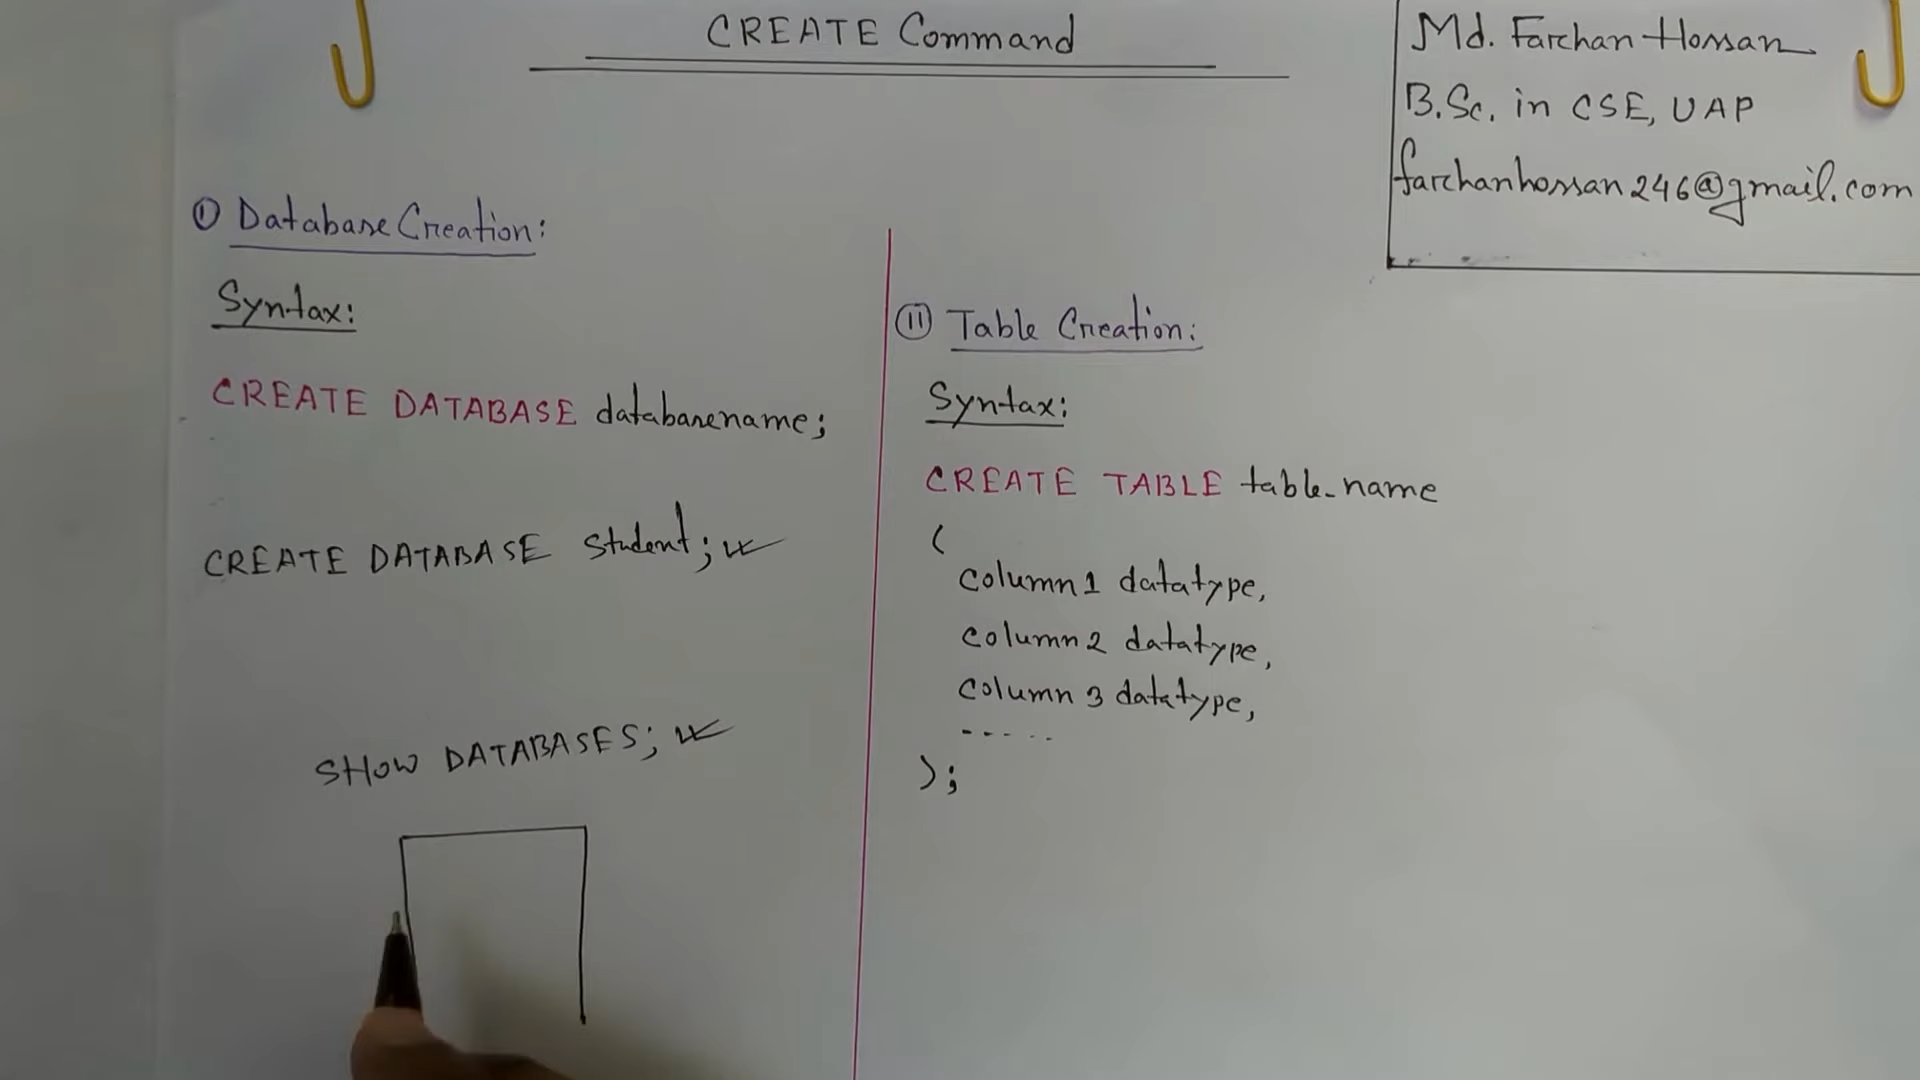 CREATE Command
Md. Farhan Hossan
B.Sc. in CSE, UAP
farhanhossan246@gmail.com
① Database Creation:
Syntax:
CREATE DATABASE databasename;
CREATE DATABASE Student;
SHOW DATABASES;
⑪ Table Creation:
Syntax:
CREATE TABLE table_name
(
column1 datatype,
column2 datatype,
column3 datatype,
-----
);